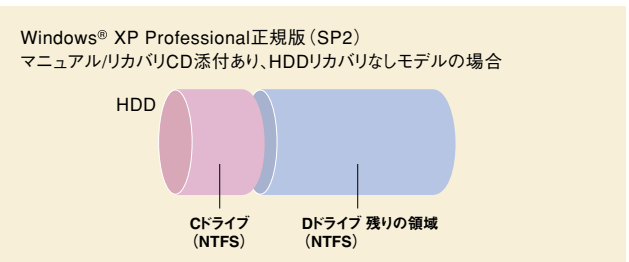 Windows® XP Professional正規版（SP2）
マニュアル/リカバリCD添付あり、HDDリカバリなしモデルの場合
HDD
Cドライブ
（NTFS）
Dドライブ 残りの領域
（NTFS）